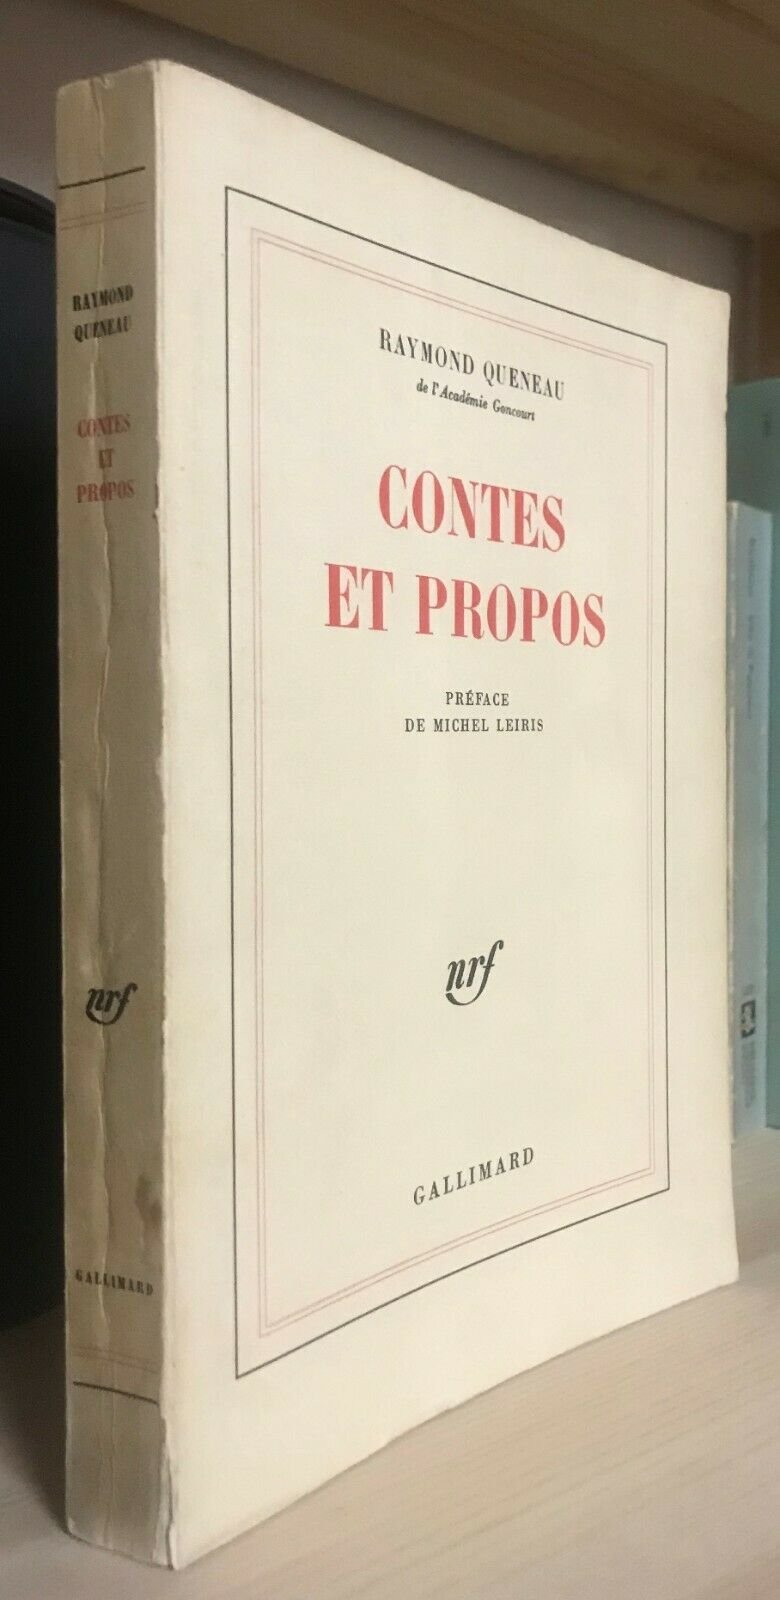 RAYMOND
QUENEAU
CONTES
ET
PROPOS
nrf
GALLIMARD
RAYMOND QUENEAU
de l'Académie Goncourt
CONTES
ET PROPOS
PRÉFACE
DE MICHEL LEIRIS
nrf
GALLIMARD